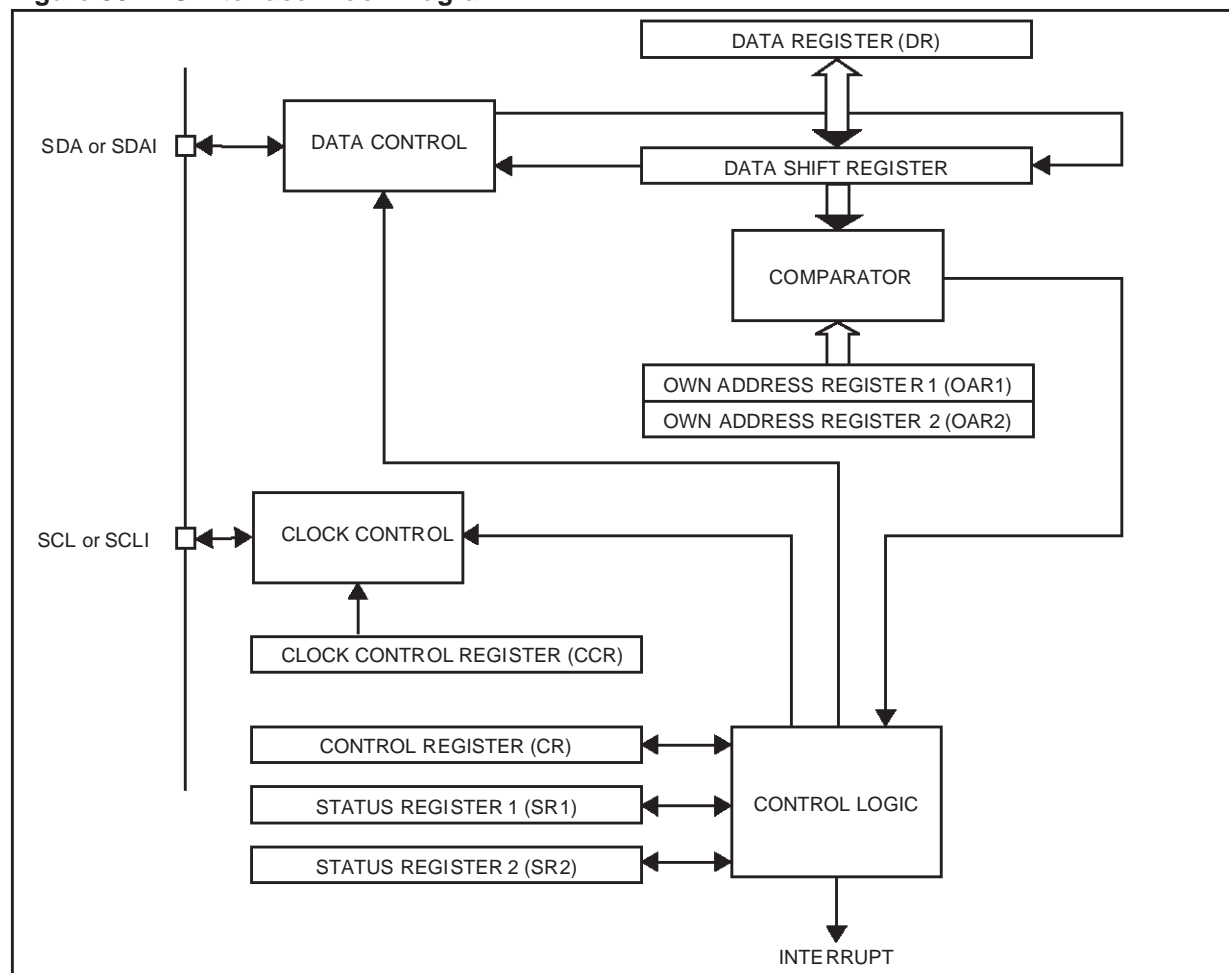 DATA REGISTER (DR)
SDA or SDAI
DATA CONTROL
DATA SHIFT REGISTER
COMPARATOR
OWN ADDRESS REGISTER 1 (OAR1)
OWN ADDRESS REGISTER 2 (OAR2)
SCL or SCLI
CLOCK CONTROL
CLOCK CONTROL REGISTER (CCR)
CONTROL REGISTER (CR)
STATUS REGISTER 1 (SR1)
CONTROL LOGIC
STATUS REGISTER 2 (SR2)
INTERRUPT